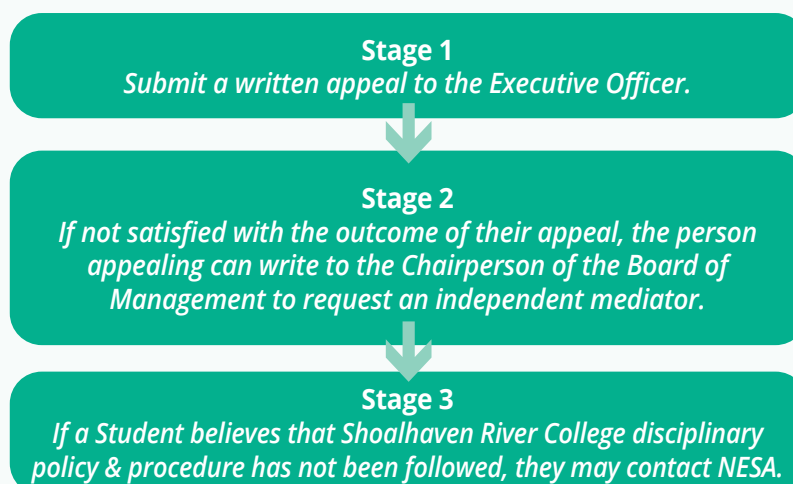 Stage 1
Submit a written appeal to the Executive Officer.
Stage 2
If not satisfied with the outcome of their appeal, the person
appealing can write to the Chairperson of the Board of
Management to request an independent mediator.
Stage 3
If a Student believes that Shoalhaven River College disciplinary
policy & procedure has not been followed, they may contact NESA.